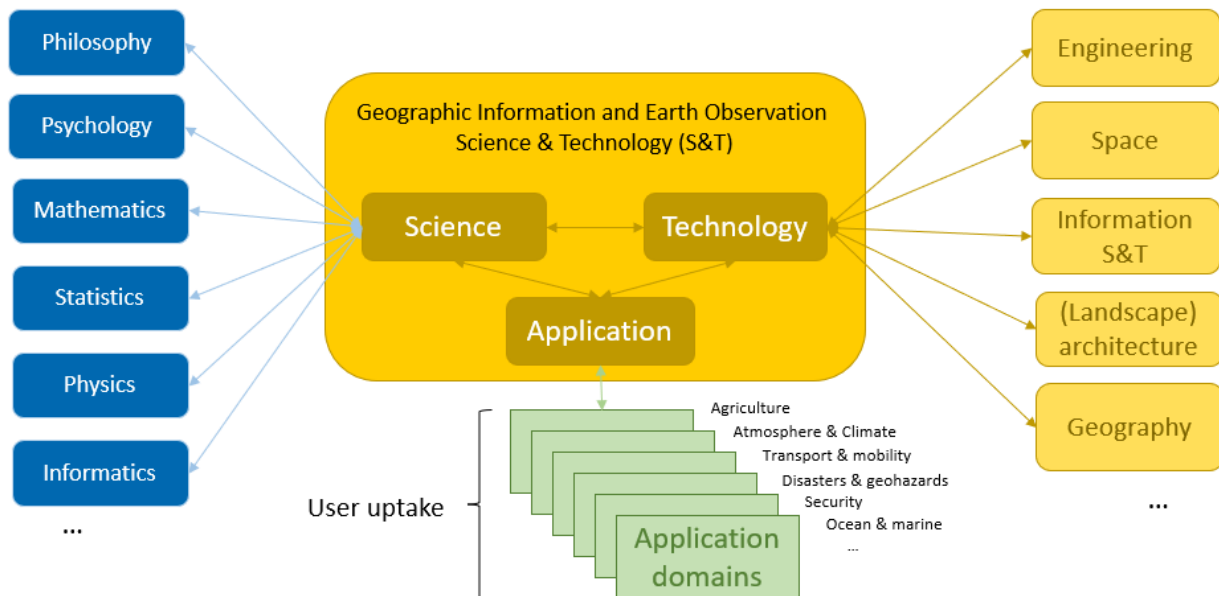 Philosophy
Psychology
Mathematics
Statistics
Physics
Informatics
...
Geographic Information and Earth Observation
Science & Technology (S&T)
Science
Technology
Application
Engineering
Space
Information
S&T
(Landscape)
architecture
Geography
...
User uptake
Agriculture
Atmosphere & Climate
Transport & mobility
Disasters & geohazards
Security
Ocean & marine
...
Application
domains